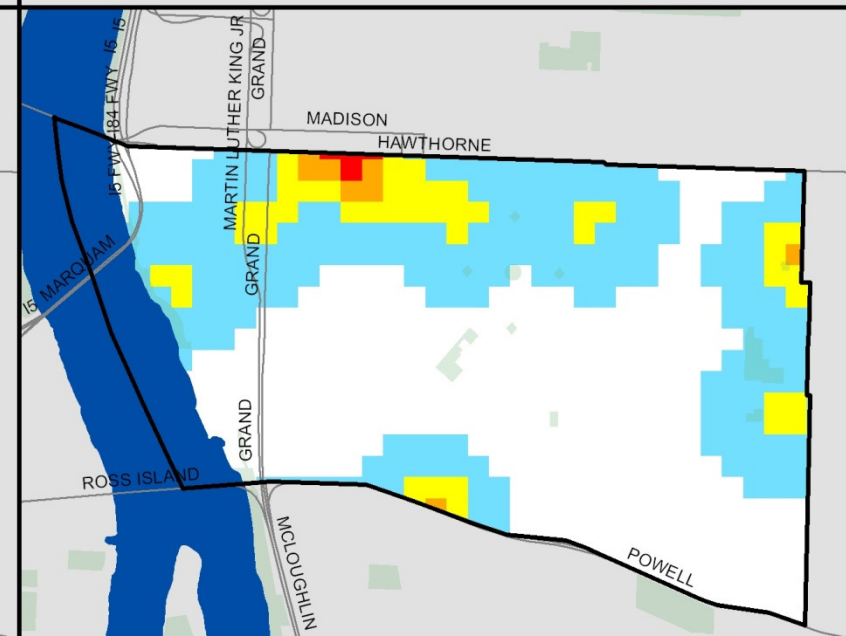 I5
I5
I84 FWY
I5 FWY
MARTIN LUTHER KING JR
GRAND
MADISON
HAWTHORNE
I5 MARQUAM
GRAND
GRAND
ROSS ISLAND
MCLOUGHLIN
POWELL